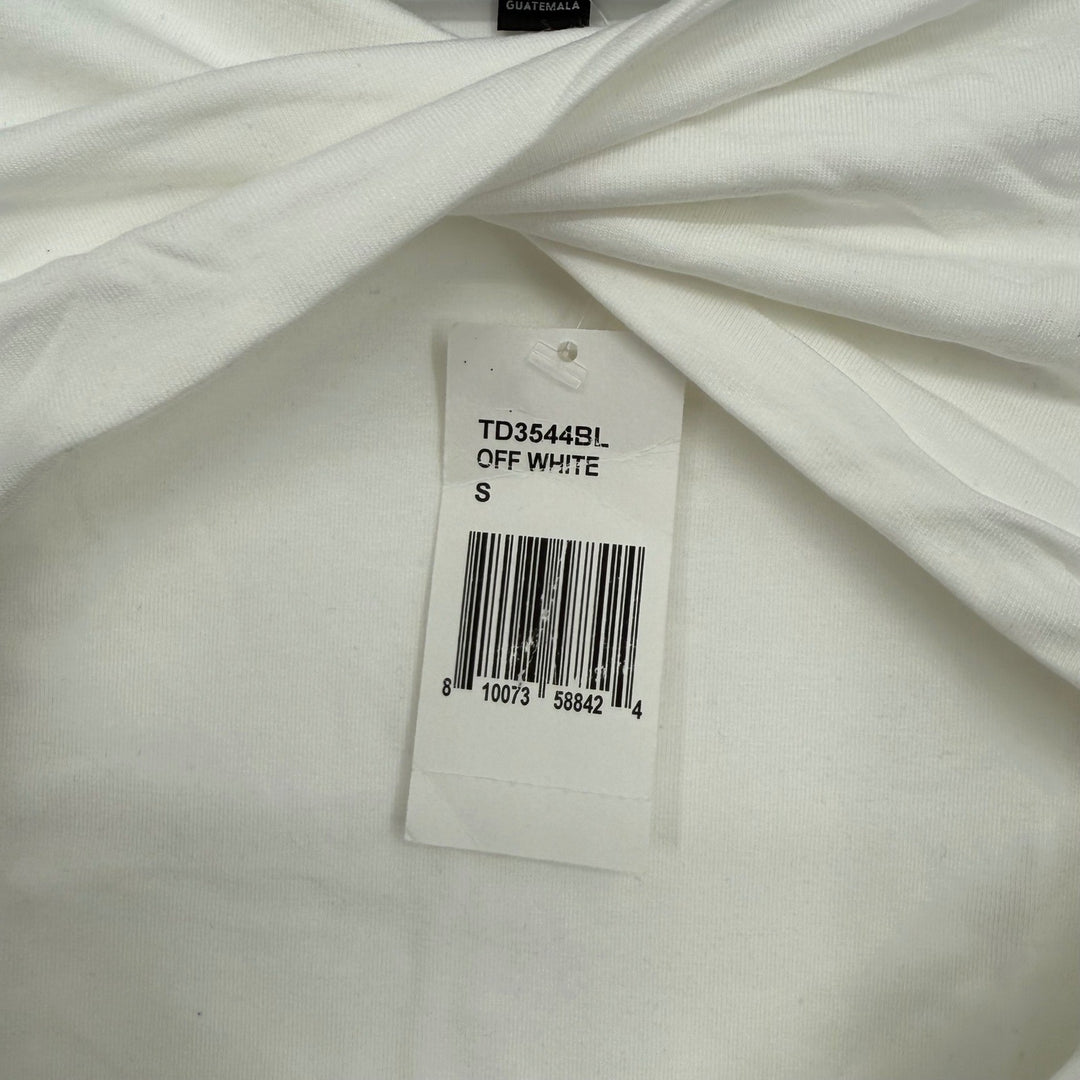 GUATEMALA
TD3544BL
OFF WHITE
S
8 10073 58842 4